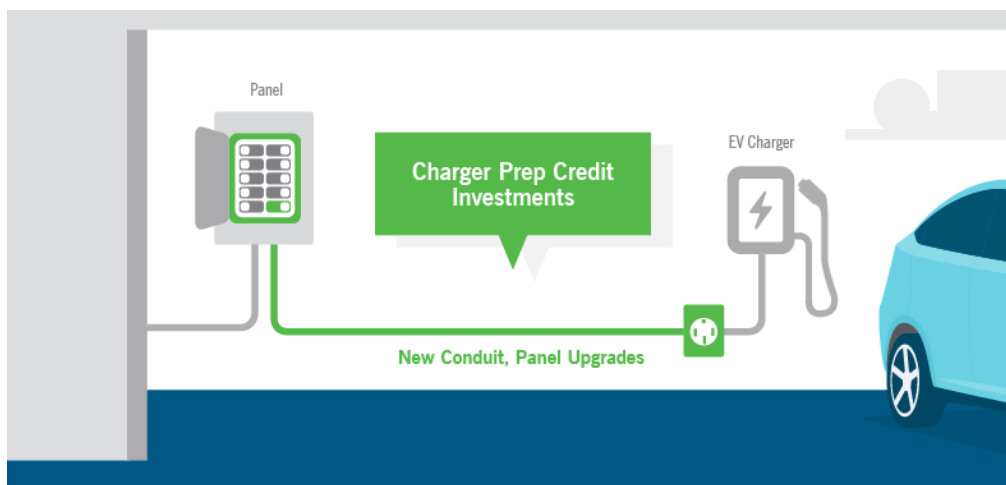 Panel
Charger Prep Credit
Investments
EV Charger
New Conduit, Panel Upgrades